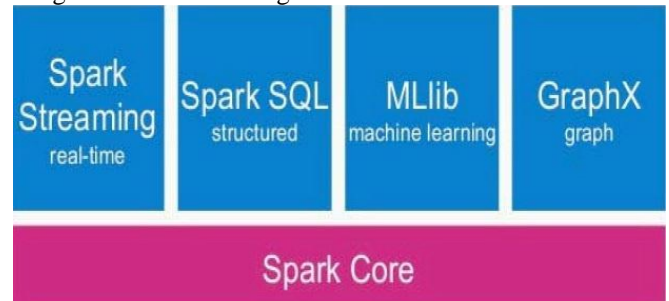 Spark
Streaming
real-time
Spark SQL
structured
MLlib
machine learning
GraphX
graph
Spark Core